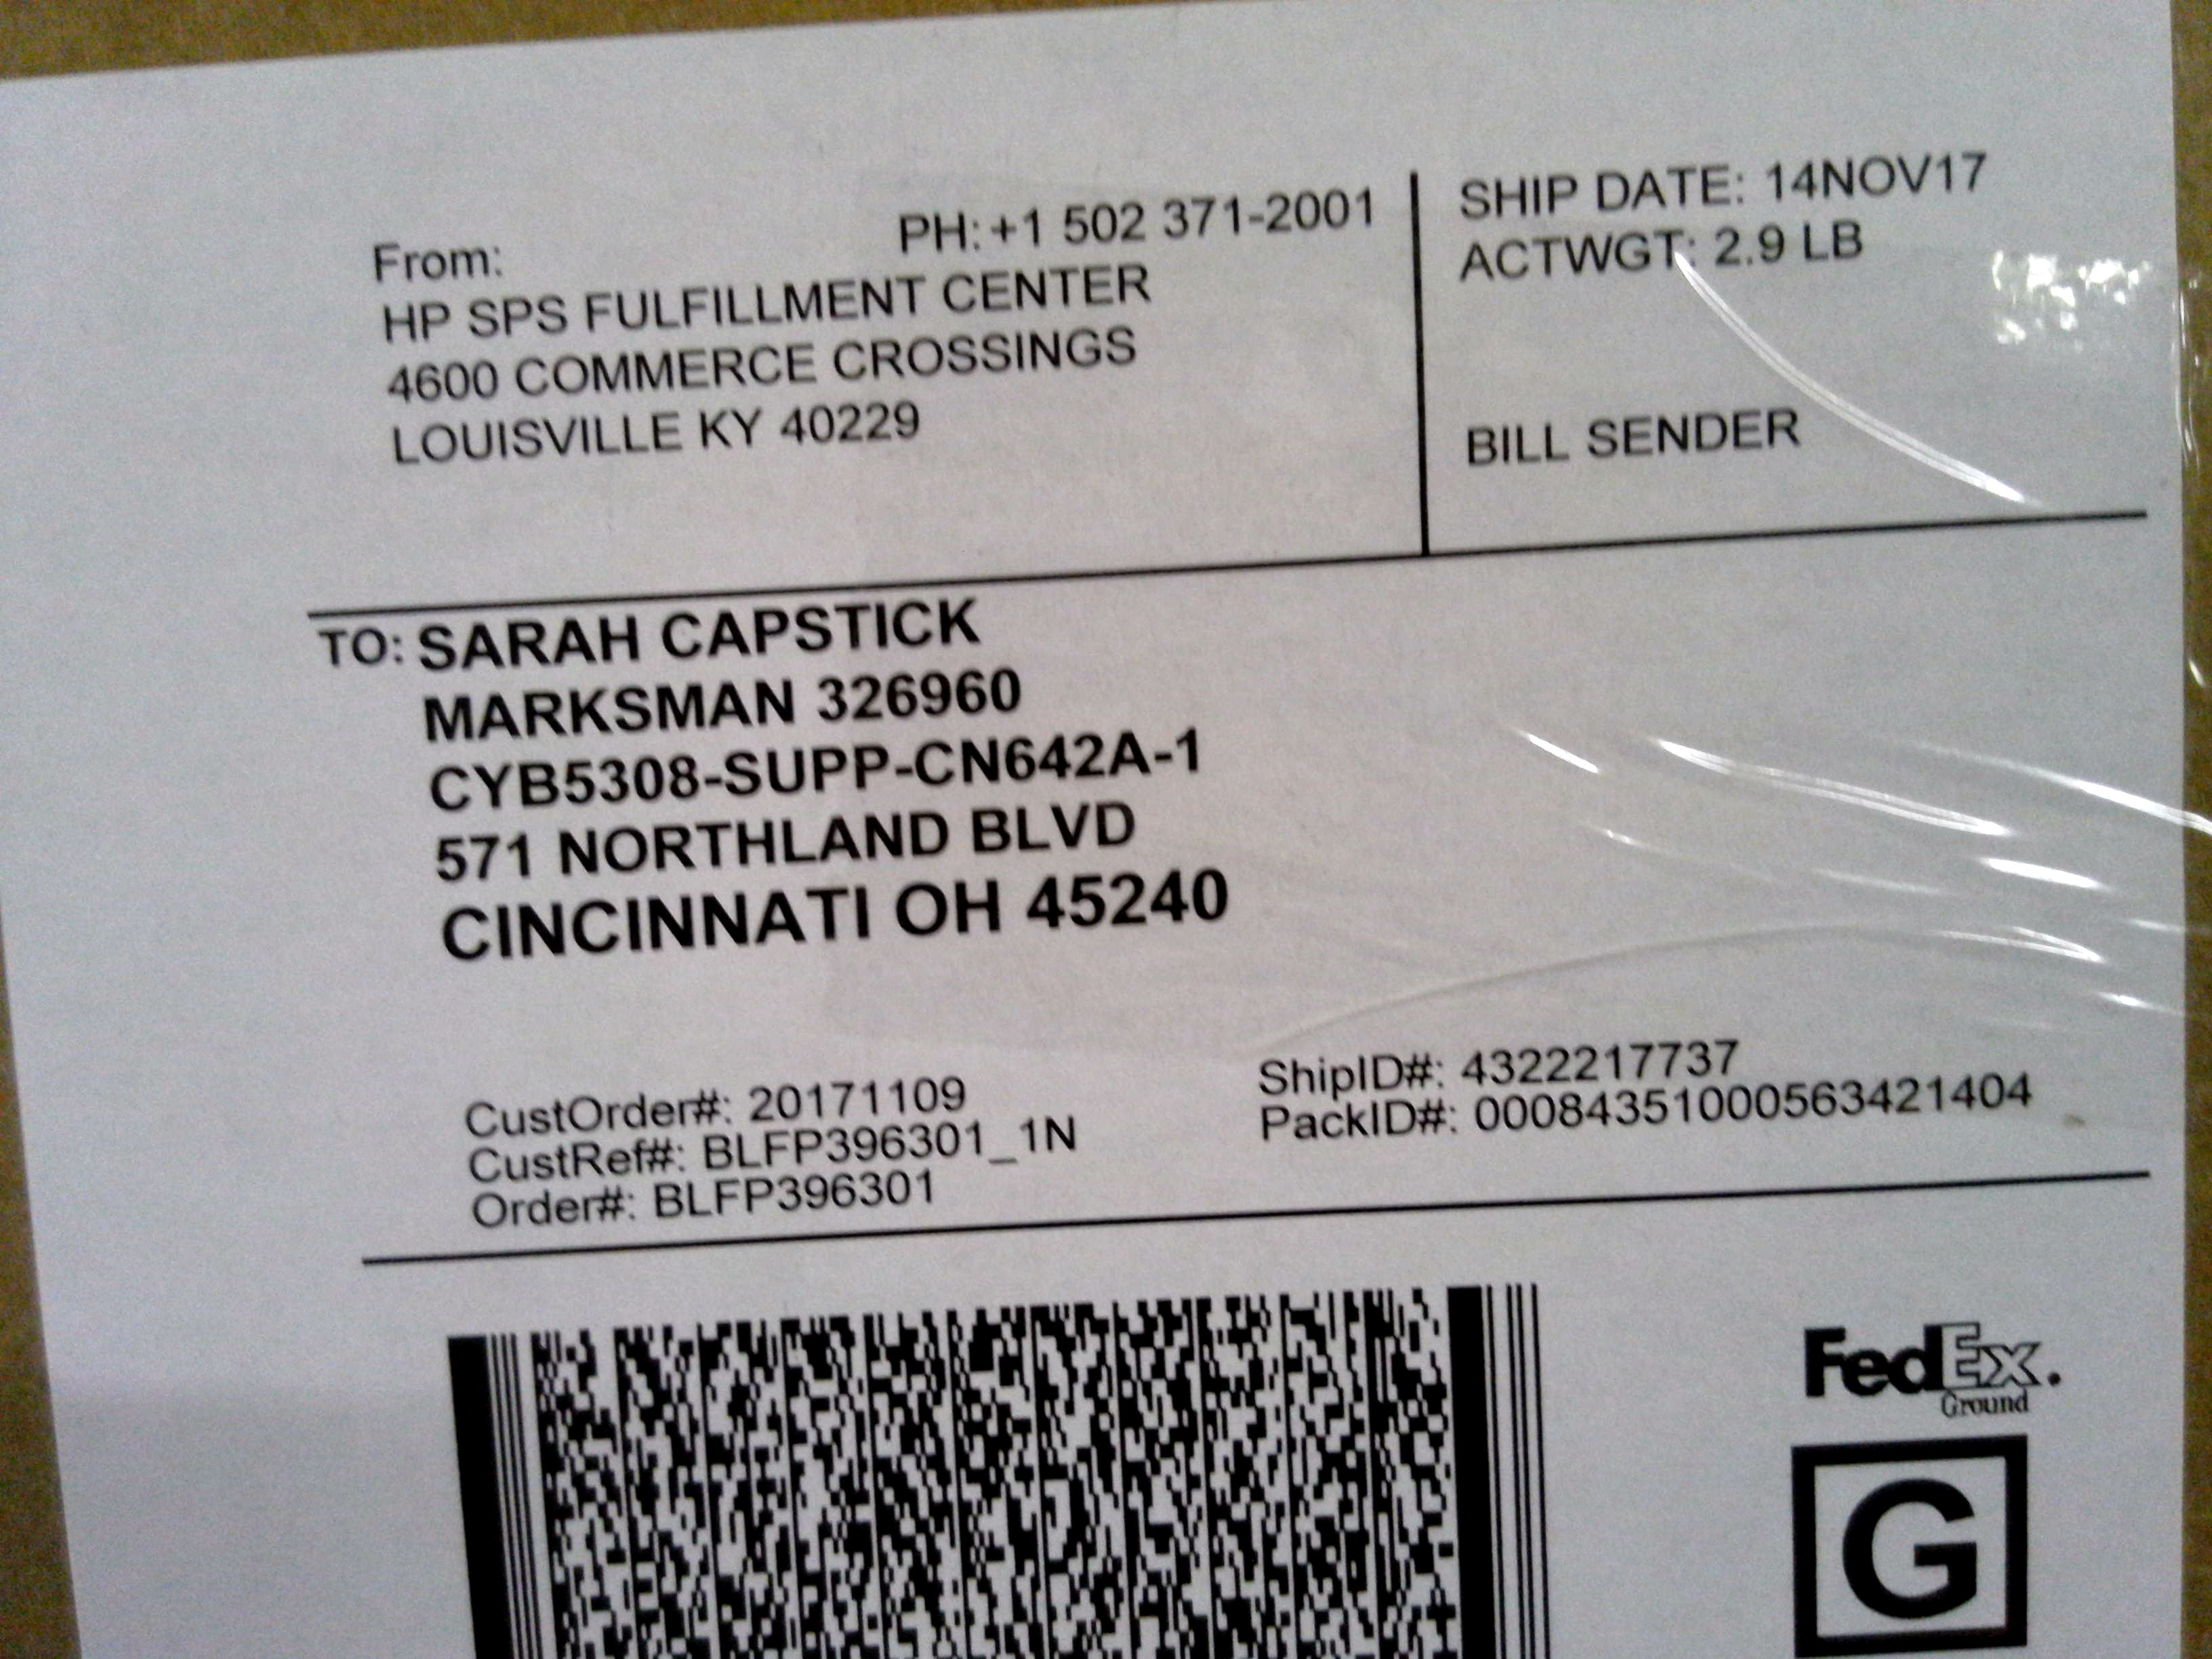 From:
PH: +1 502 371-2001
HP SPS FULFILLMENT CENTER
4600 COMMERCE CROSSINGS
LOUISVILLE KY 40229
SHIP DATE: 14NOV17
ACTWGT: 2.9 LB
BILL SENDER
TO: SARAH CAPSTICK
MARKSMAN 326960
CYB5308-SUPP-CN642A-1
571 NORTHLAND BLVD
CINCINNATI OH 45240
CustOrder#: 20171109
CustRef#: BLFP396301_1N
Order#: BLFP396301
ShipID#: 4322217737
PackID#: 00084351000563421404
FedEx.
Ground
G